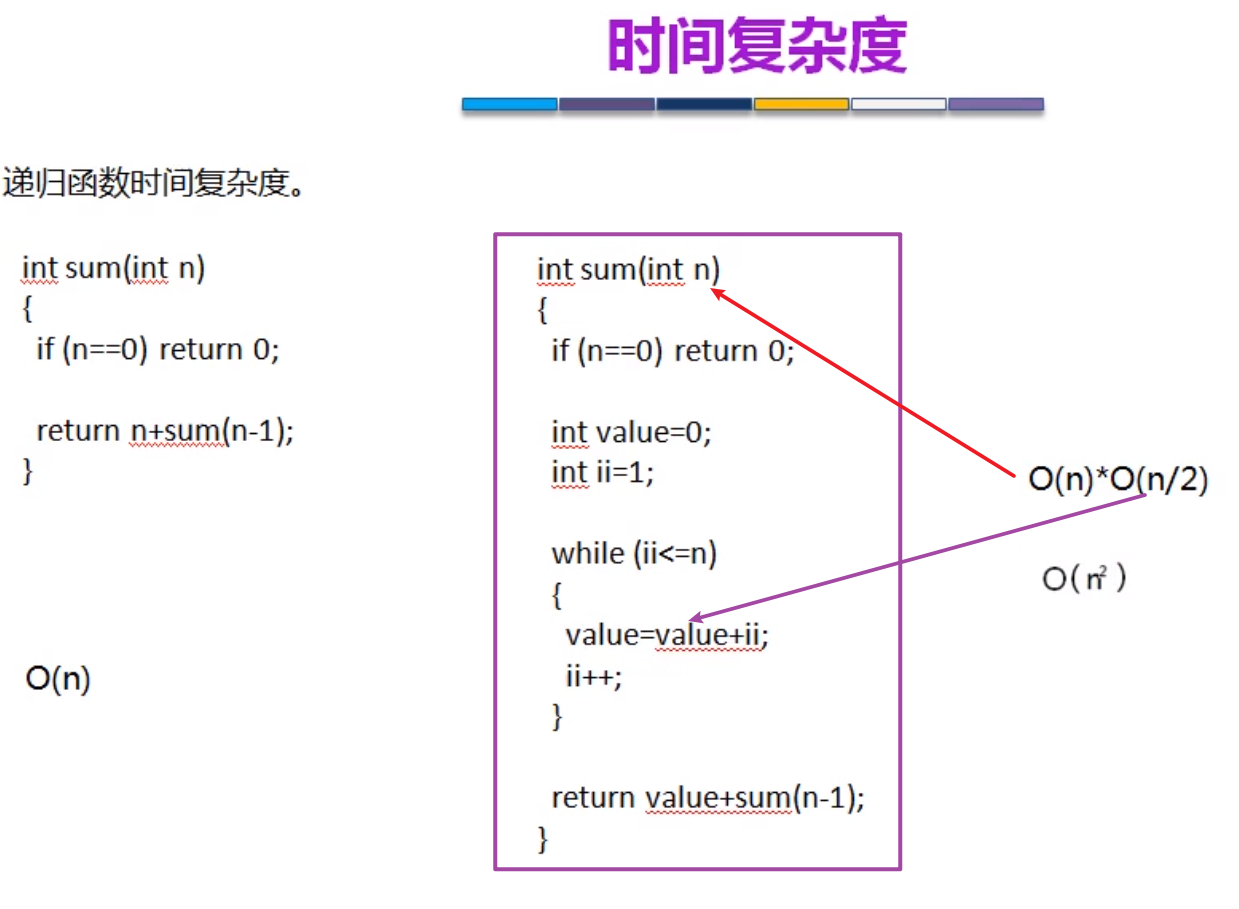 时间复杂度
递归函数时间复杂度。
int sum(int n)
{
if (n==0) return 0;
return n+sum(n-1);
}
O(n)
int sum(int n)
{
if (n==0) return 0;
int value=0;
int ii=1;
while (ii<=n)
{
value=value+ii;
ii++;
}
return value+sum(n-1);
}
O(n)*O(n/2)
O(n²)